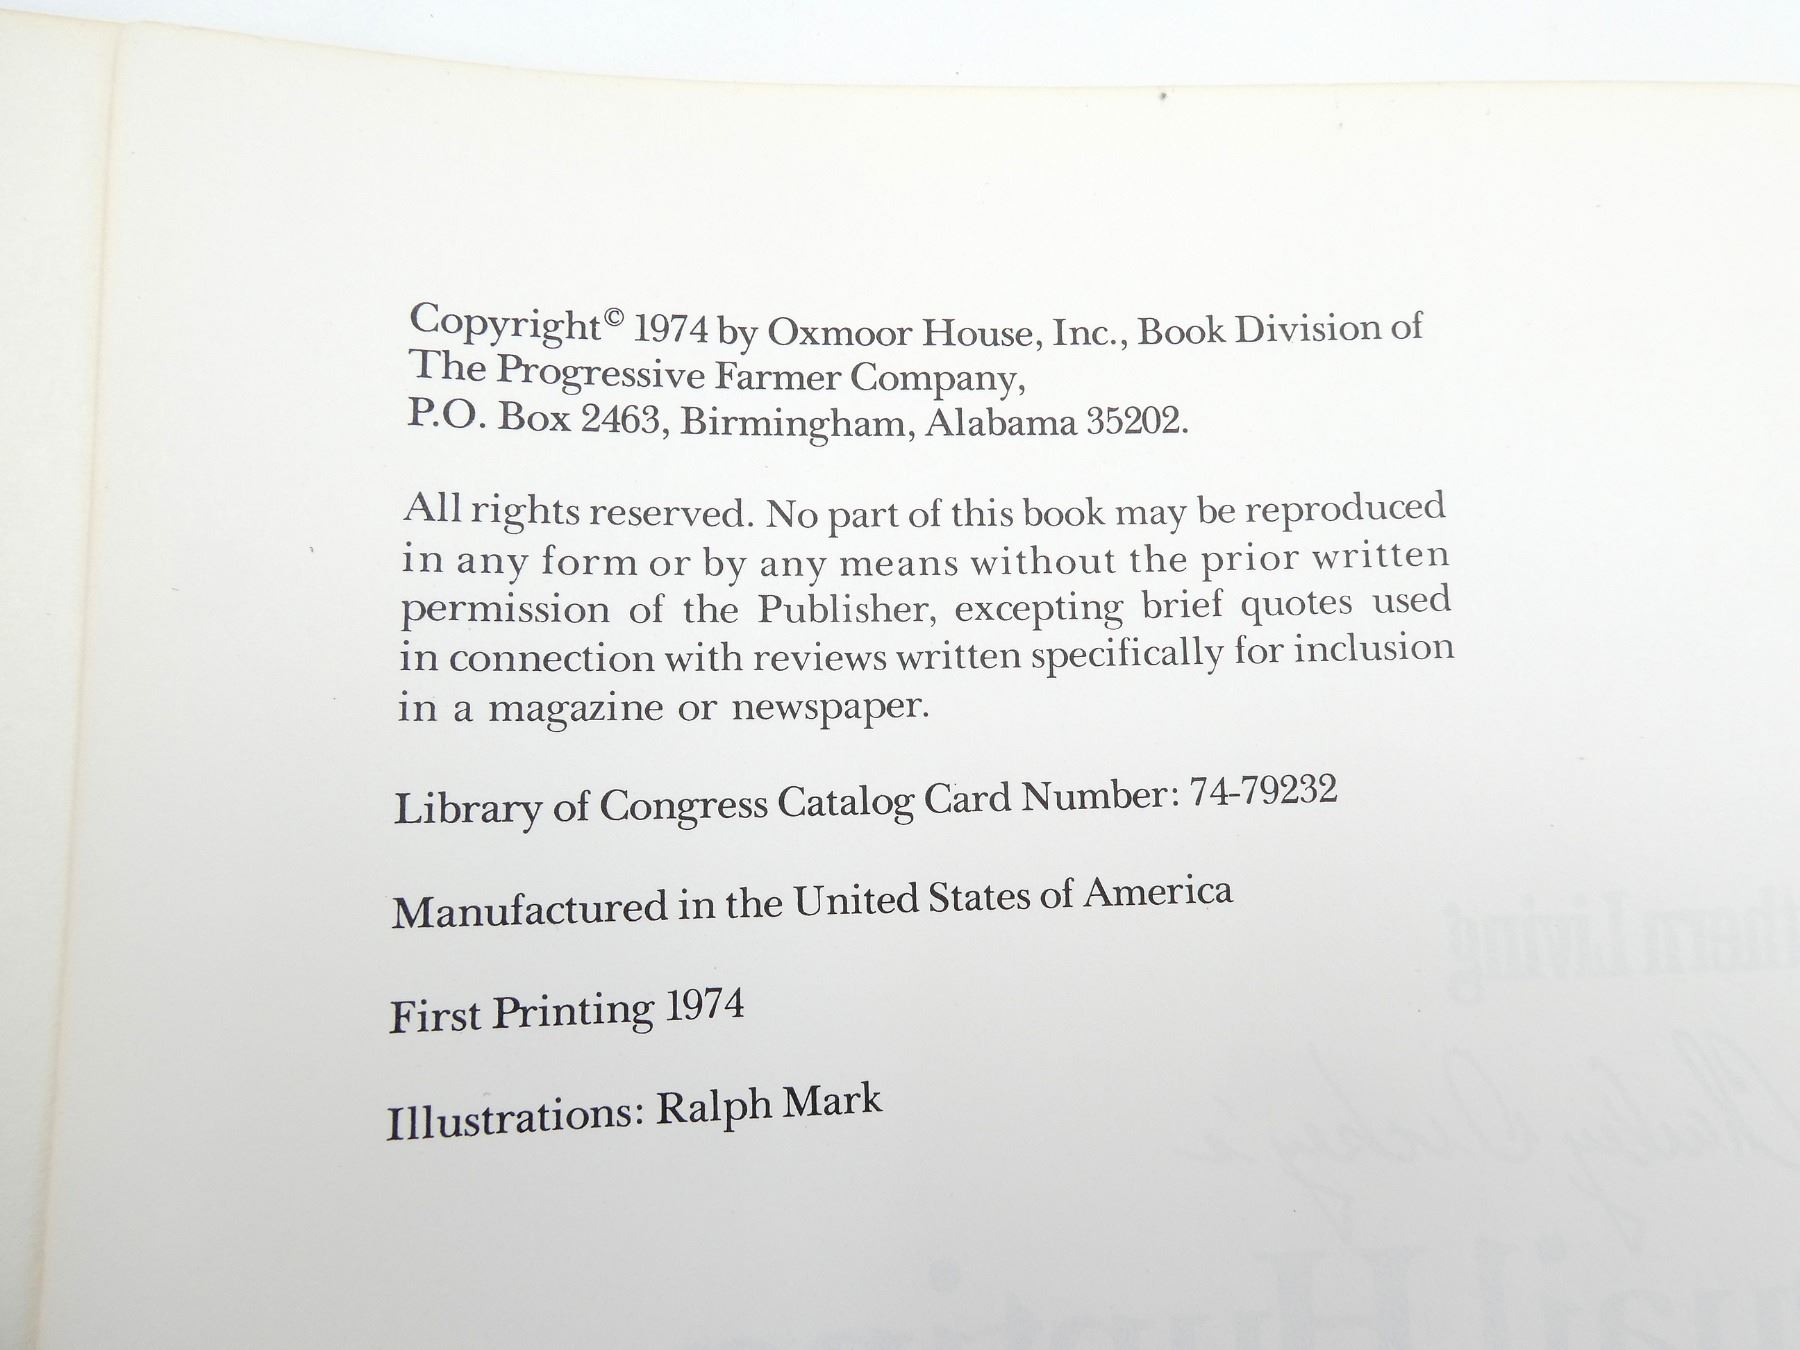 Copyright© 1974 by Oxmoor House, Inc., Book Division of
The Progressive Farmer Company,
P.O. Box 2463, Birmingham, Alabama 35202.
All rights reserved. No part of this book may be reproduced
in any form or by any means without the prior written
permission of the Publisher, excepting brief quotes used
in connection with reviews written specifically for inclusion
in a magazine or newspaper.
Library of Congress Catalog Card Number: 74-79232
Manufactured in the United States of America
First Printing 1974
Illustrations: Ralph Mark